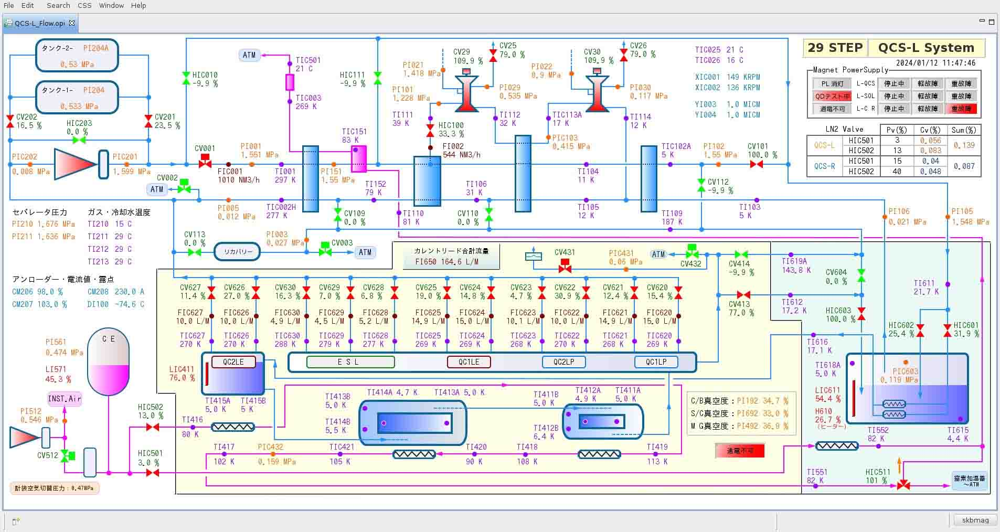 File Edit Search CSS Window Help
QCS-L_Flow.opi
タンク-2- PI204A
0.53 MPa
タンク-1- PI204
0.533 MPa
CV202
16.5 %
HIC203
0.0 %
CV201
23.5 %
PIC202
0.008 MPa
PIC201
1.599 MPa
HIC010
-9.9 %
CV001
FIC001
1010 NM3/h
PI001
1.551 MPa
TI001
297 K
CV002
ATM
PI005
0.012 MPa
TIC002H
277 K
ATM
TIC501
21 C
TIC003
269 K
HIC111
-9.9 %
TIC151
83 K
PI151
1.55 MPa
TI152
79 K
TI110
81 K
CV109
0.0 %
PI021
1.418 MPa
PI101
1.228 MPa
CV29
109.9 %
CV25
79.0 %
PI029
0.535 MPa
TI111
39 K
HIC100
33.3 %
FI002
544 NM3/h
TI112
32 K
TI106
31 K
CV110
0.0 %
PI022
0.9 MPa
CV30
109.9 %
CV26
79.0 %
PI030
0.117 MPa
TIC113A
17 K
PIC103
0.415 MPa
TI114
12 K
TI104
11 K
TI105
12 K
TIC102A
5 K
PI102
1.55 MPa
CV101
100.0 %
CV112
-9.9 %
TI103
5 K
TI109
187 K
TIC025 21 C
TIC026 16 C
XIC001 149 KRPM
XIC002 136 KRPM
YI003 1.0 MICM
YI004 1.0 MICM
29 STEP QCS-L System
2024/01/12 11:47:46
Magnet PowerSupply
PL 消灯 L-QCS 停止中 軽故障 重故障
QDテスト中 L-SOL 停止中 軽故障 重故障
通電不可 L-C R 停止中 軽故障 重故障
LN2 Valve Pv(%) Cv(%) Sum(%)
QCS-L HIC501 3 0.056 0.139
HIC502 13 0.083
QCS-R HIC501 15 0.04 0.087
HIC502 40 0.048
PI106
0.021 MPa
PI105
1.548 MPa
セパレータ圧力
PI210 1.676 MPa
PI211 1.636 MPa
ガス・冷却水温度
TI210 15 C
TI211 29 C
TI212 29 C
TI213 29 C
CV113
0.0 %
リカバリー
PI003
0.027 MPa
CV003
ATM
アンローダー・電流値・露点
CM206 98.0 % CM208 230.0 A
CM207 103.0 % DI100 -74.6 C
カレントリード合計流量
FI650 164.6 L/M
CV431
PIC431
0.06 MPa
ATM
CV432
CV414
-9.9 %
CV413
77.0 %
TI619A
143.8 K
TI612
17.2 K
CV604
0.0 %
HIC603
100.0 %
TI611
21.7 K
HIC602
25.4 %
HIC601
31.9 %
CV627 CV626 CV630 CV629 CV628 CV625 CV624 CV623 CV622 CV621 CV620
11.4 % 27.0 % 16.3 % 7.0 % 6.8 % 19.0 % 14.8 % 4.7 % 30.9 % 12.4 % 15.4 %
FIC627 FIC626 FIC630 FIC629 FIC628 FIC625 FIC624 FIC623 FIC622 FIC621 FIC620
10.0 L/M 10.0 L/M 4.9 L/M 4.5 L/M 5.2 L/M 14.9 L/M 15.0 L/M 10.1 L/M 10.0 L/M 14.9 L/M 15.0 L/M
TIC627 TIC626 TIC630 TIC629 TIC628 TIC625 TIC624 TIC623 TIC622 TIC621 TIC620
270 K 270 K 288 K 279 K 277 K 269 K 269 K 268 K 270 K 268 K 269 K
QC2LE E S L QC1LE QC2LP QC1LP
LIC411
76.0 %
TI415A
5.0 K
TI415B
5 K
C E
PI561
0.474 MPa
LI571
45.3 %
INST.Air
PI512
0.546 MPa
CV512
計装空気切替圧力：0.47MPa
HIC502
13.0 %
HIC501
3.0 %
TI416
80 K
TI417
102 K
PIC432
0.159 MPa
TI413B
5.0 K
TI414A 4.7 K
TI413A 5.0 K
TI414B
5.5 K
TIC421
105 K
TI420
90 K
TI411B
5.0 K
TI412A
4.9 K
TI411A
5.0 K
TI412B
6.4 K
TI418
108 K
TI419
113 K
C/B真空度：PI192 34.7 %
S/C真空度：PI692 33.0 %
M G真空度：PI492 36.9 %
通電不可
TI616
17.1 K
TI618A
5.0 K
PIC603
0.119 MPa
LIC611
54.4 %
H610
26.7 %
(ヒーター)
TI552
82 K
TI615
4.4 K
TI551
82 K
HIC511
101 %
窒素加温器
～ATM
skbmag